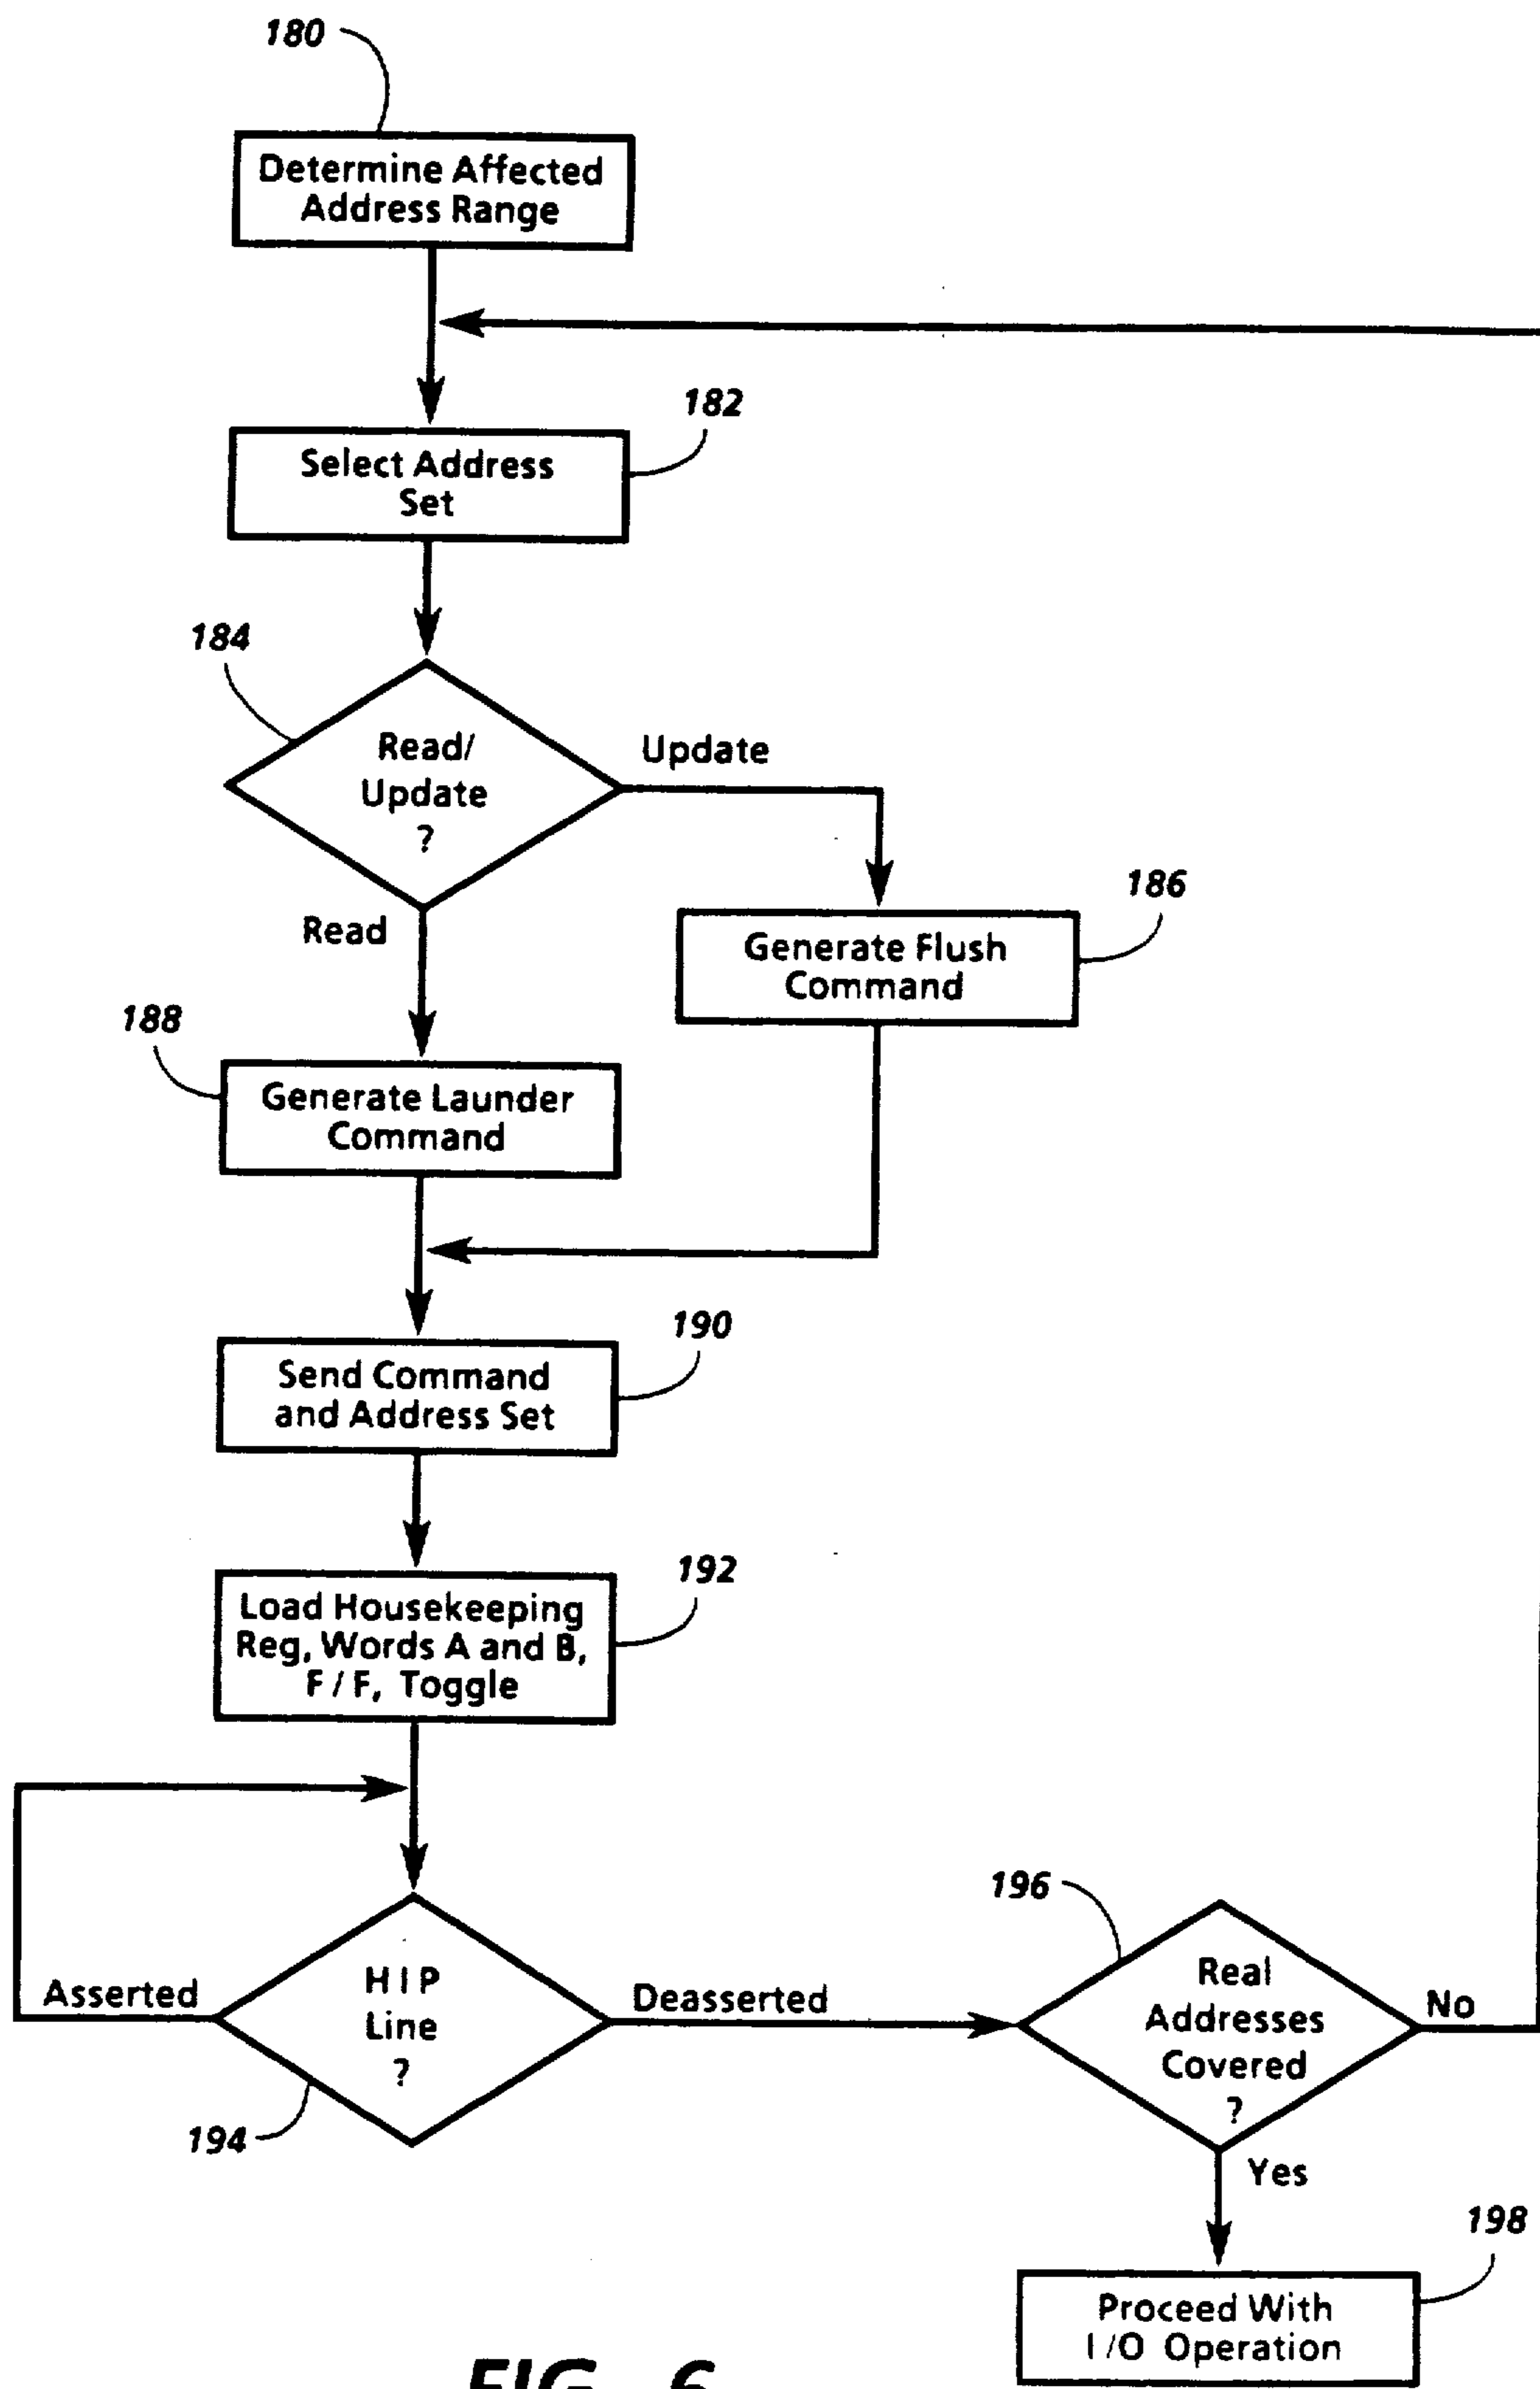 180
Determine Affected
Address Range
182
Select Address
Set
184
Read/
Update
?
Update
Read
186
Generate Flush
Command
188
Generate Launder
Command
190
Send Command
and Address Set
192
Load Housekeeping
Reg, Words A and B,
F / F, Toggle
Asserted
HIP
Line
?
194
Deasserted
196
Real
Addresses
Covered
?
No
Yes
198
Proceed With
I/O Operation
FIG. 6